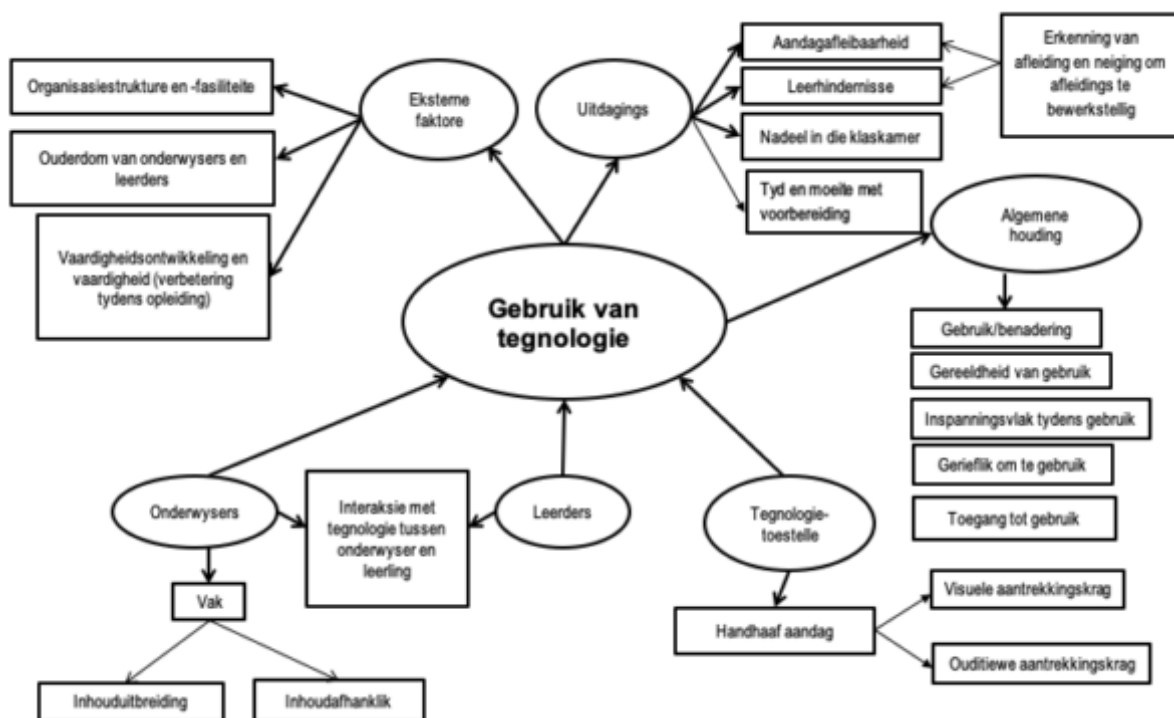 Organisasiestrukture en -fasiliteite
Ouderdom van onderwysers en
leerders
Vaardigheidsontwikkeling en
vaardigheid (verbetering
tydens opleiding)
Eksterne
faktore
Uitdagings
Aandagafleibaarheid
Leerhindernisse
Nadeel in die klaskamer
Tyd en moeite met
voorbereiding
Erkenning van
afleiding en neiging om
afleidings te
bewerkstellig
Algemene
houding
Gebruik van
tegnologie
Gebruik/benadering
Gereeldheid van gebruik
Inspanningsvlak tydens gebruik
Gerieflik om te gebruik
Toegang tot gebruik
Onderwysers
Interaksie met
tegnologie tussen
onderwyser en
leerling
Leerders
Tegnologie-
toestelle
Vak
Handhaaf aandag
Visuele aantrekkingskrag
Ouditiewe aantrekkingskrag
Inhouduitbreiding
Inhoudafhanklik